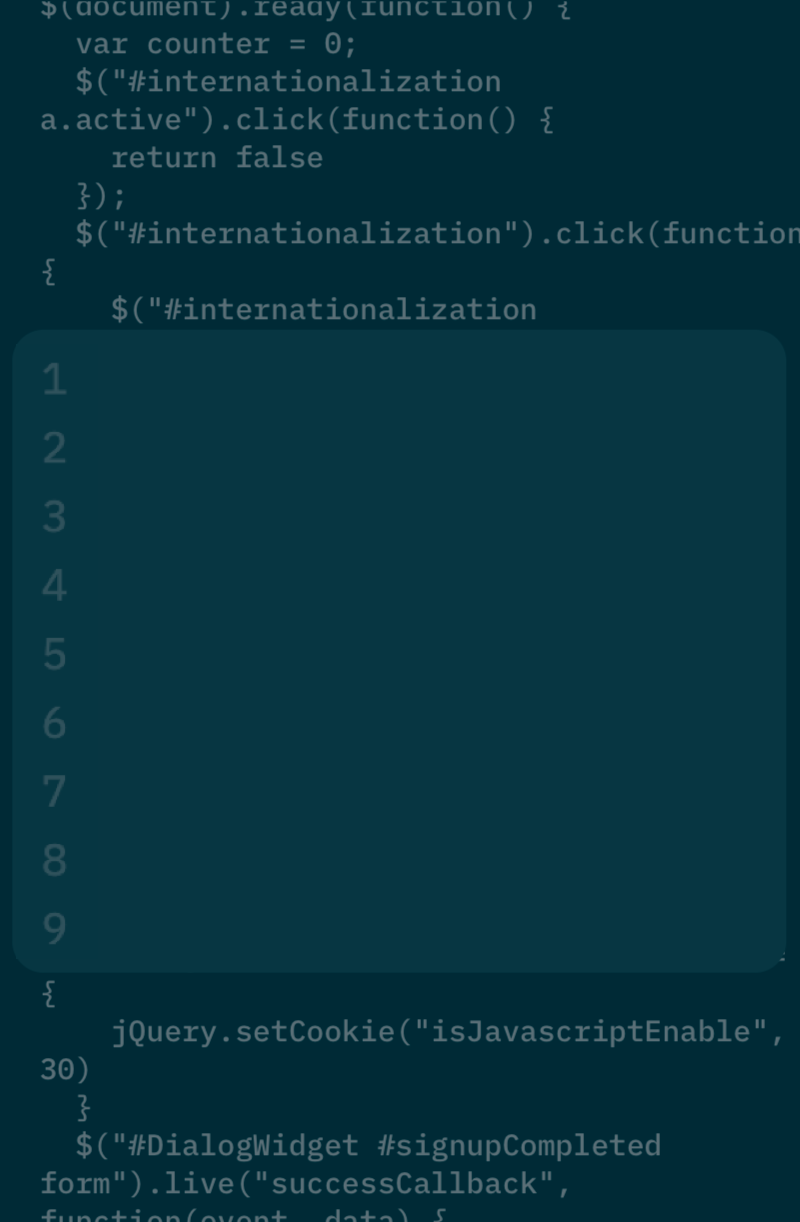 $(document).ready(function() {
var counter = 0;
$("#internationalization
a.active").click(function() {
return false
});
$("#internationalization").click(function
{
$("#internationalization
1
2
3
4
5
6
7
8
9
{
jQuery.setCookie("isJavascriptEnable",
30)
}
$("#DialogWidget #signupCompleted
form").live("successCallback",
function(event, data) {